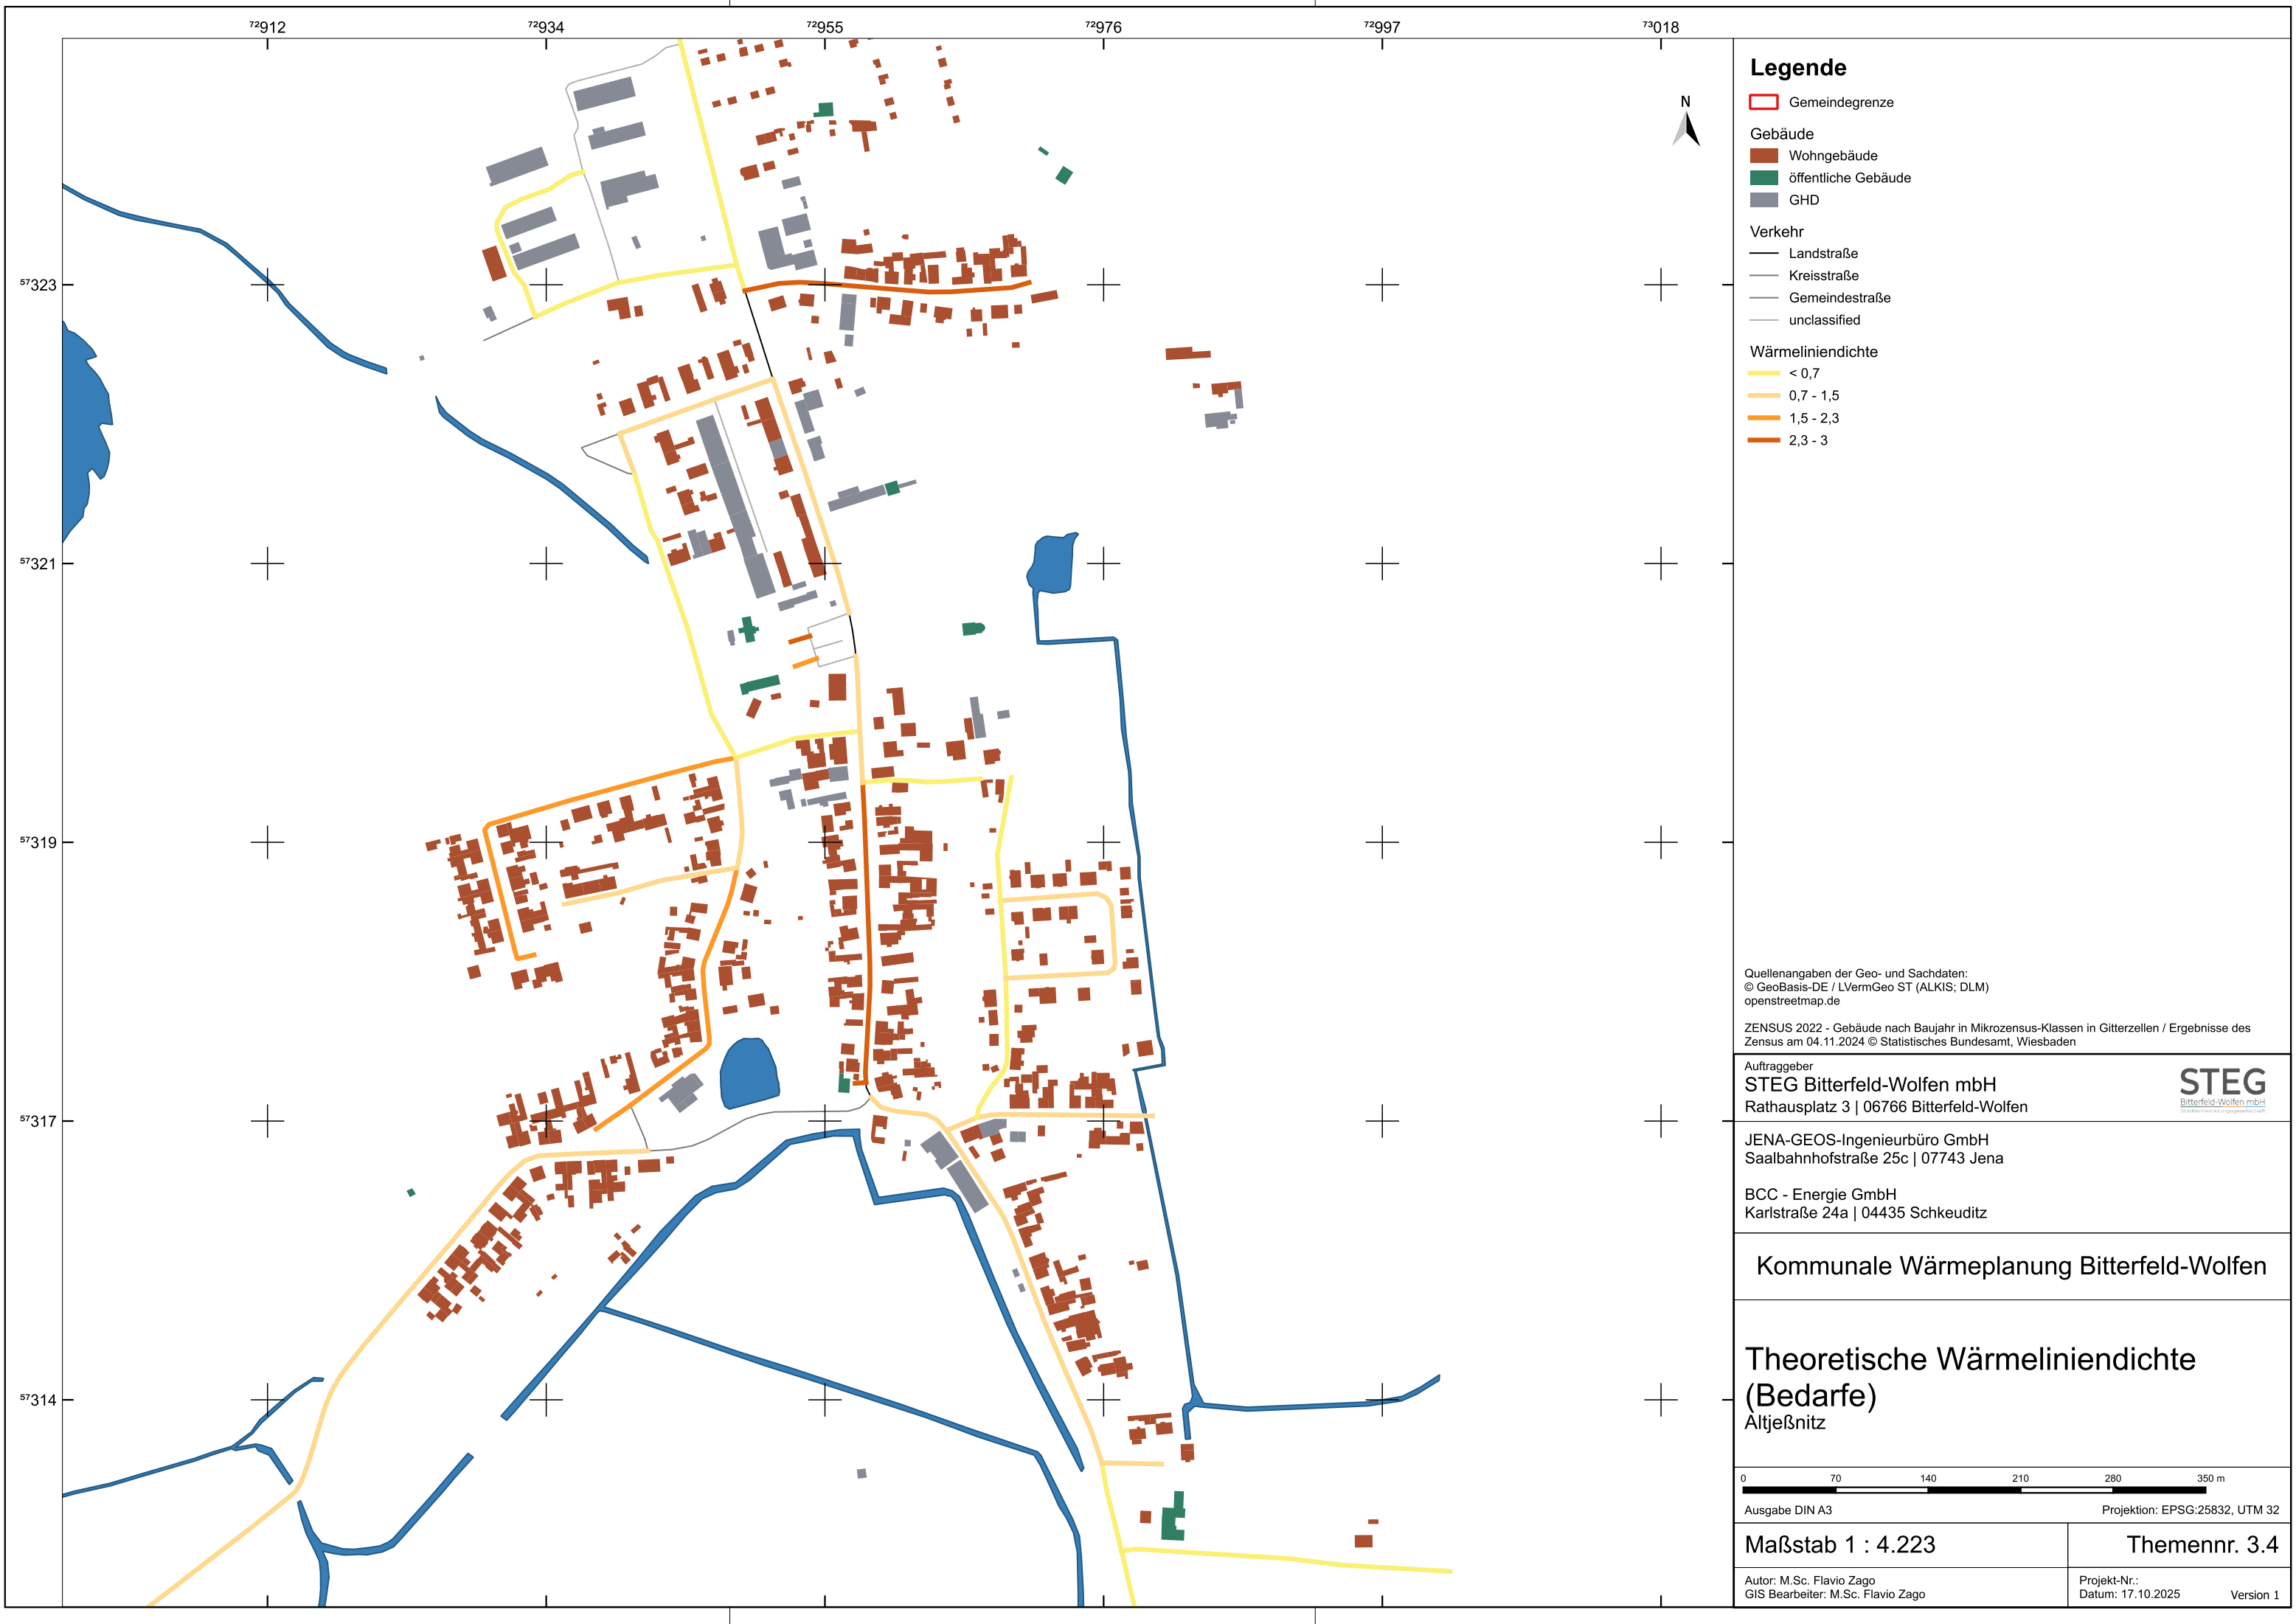 ⁷²912 ⁷²934 ⁷²955 ⁷²976 ⁷²997 ⁷³018
⁵⁷323
⁵⁷321
⁵⁷319
⁵⁷317
⁵⁷314
N
Legende
Gemeindegrenze
Gebäude
Wohngebäude
öffentliche Gebäude
GHD
Verkehr
Landstraße
Kreisstraße
Gemeindestraße
unclassified
Wärmeliniendichte
< 0,7
0,7 - 1,5
1,5 - 2,3
2,3 - 3
Quellenangaben der Geo- und Sachdaten:
© GeoBasis-DE / LVermGeo ST (ALKIS; DLM)
openstreetmap.de
ZENSUS 2022 - Gebäude nach Baujahr in Mikrozensus-Klassen in Gitterzellen / Ergebnisse des
Zensus am 04.11.2024 © Statistisches Bundesamt, Wiesbaden
Auftraggeber
STEG Bitterfeld-Wolfen mbH
Rathausplatz 3 | 06766 Bitterfeld-Wolfen
STEG
Bitterfeld-Wolfen mbH
Stadtentwicklungsgesellschaft
JENA-GEOS-Ingenieurbüro GmbH
Saalbahnhofstraße 25c | 07743 Jena
BCC - Energie GmbH
Karlstraße 24a | 04435 Schkeuditz
Kommunale Wärmeplanung Bitterfeld-Wolfen
Theoretische Wärmeliniendichte
(Bedarfe)
Altjeßnitz
0 70 140 210 280 350 m
Ausgabe DIN A3 Projektion: EPSG:25832, UTM 32
Maßstab 1 : 4.223 Themennr. 3.4
Autor: M.Sc. Flavio Zago Projekt-Nr.:
GIS Bearbeiter: M.Sc. Flavio Zago Datum: 17.10.2025 Version 1